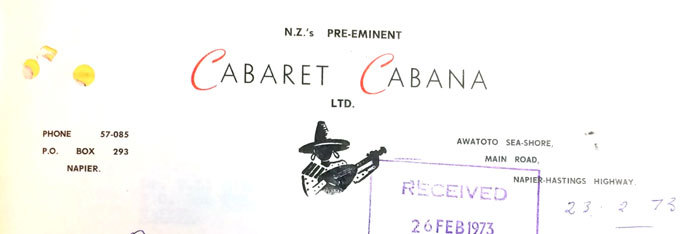 N.Z.'s PRE-EMINENT
CABARET CABANA
LTD.
PHONE 57-085
P.O. BOX 293
NAPIER.
AWATOTO SEA-SHORE,
MAIN ROAD,
NAPIER-HASTINGS HIGHWAY.
RECEIVED
26 FEB 1973
23.2 73